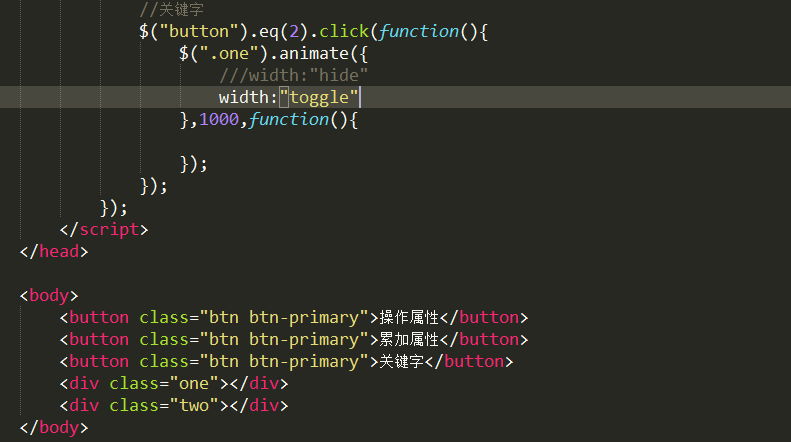 //关键字
$("button").eq(2).click(function(){
$(".one").animate({
///width:"hide"
width:"toggle"
},1000,function(){
});
});
});
</script>
</head>
<body>
<button class="btn btn-primary">操作属性</button>
<button class="btn btn-primary">累加属性</button>
<button class="btn btn-primary">关键字</button>
<div class="one"></div>
<div class="two"></div>
</body>